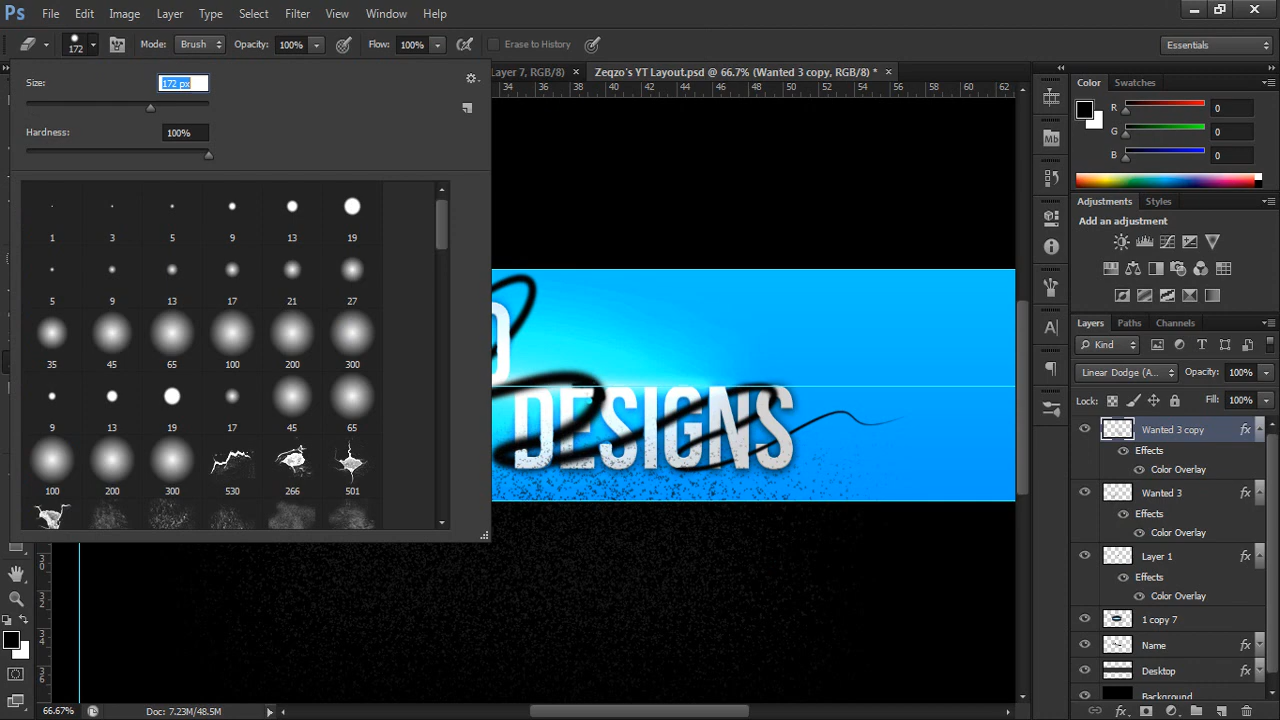 Ps File Edit Image Layer Type Select Filter View Window Help
172 Mode: Brush Opacity: 100% Flow: 100% Erase to History Essentials
Size: 172 px
Hardness: 100%
Layer 7, RGB/8) × Zeqzo's YT Layout.psd @ 66.7% (Wanted 3 copy, RGB/8) * ×
34 36 38 40 42 44 46 48 50 52 54 56 58 60 62
1 3 5 9 13 19
5 9 13 17 21 27
35 45 65 100 200 300
9 13 19 17 45 65
100 200 300 530 266 501
DESIGNS
30
32
34
36
66.67% Doc: 7.23M/48.5M
Mb
A
Color Swatches
R 0
G 0
B 0
Adjustments Styles
Add an adjustment
Layers Paths Channels
Kind
Linear Dodge (A... Opacity: 100%
Lock: Fill: 100%
Wanted 3 copy fx
Effects
Color Overlay
Wanted 3 fx
Effects
Color Overlay
Layer 1 fx
Effects
Color Overlay
1 copy 7
Name fx
Desktop fx
Background
fx